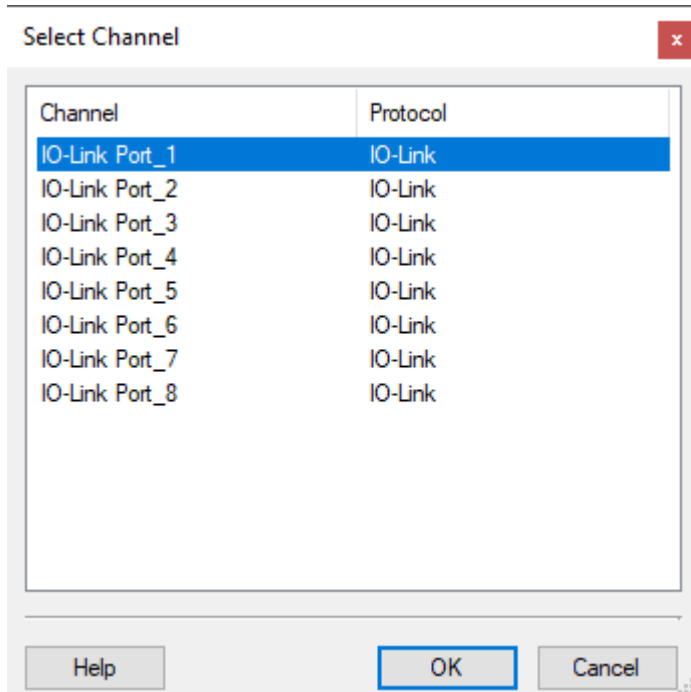 Select Channel
x
Channel Protocol
IO-Link Port_1 IO-Link
IO-Link Port_2 IO-Link
IO-Link Port_3 IO-Link
IO-Link Port_4 IO-Link
IO-Link Port_5 IO-Link
IO-Link Port_6 IO-Link
IO-Link Port_7 IO-Link
IO-Link Port_8 IO-Link
Help OK Cancel